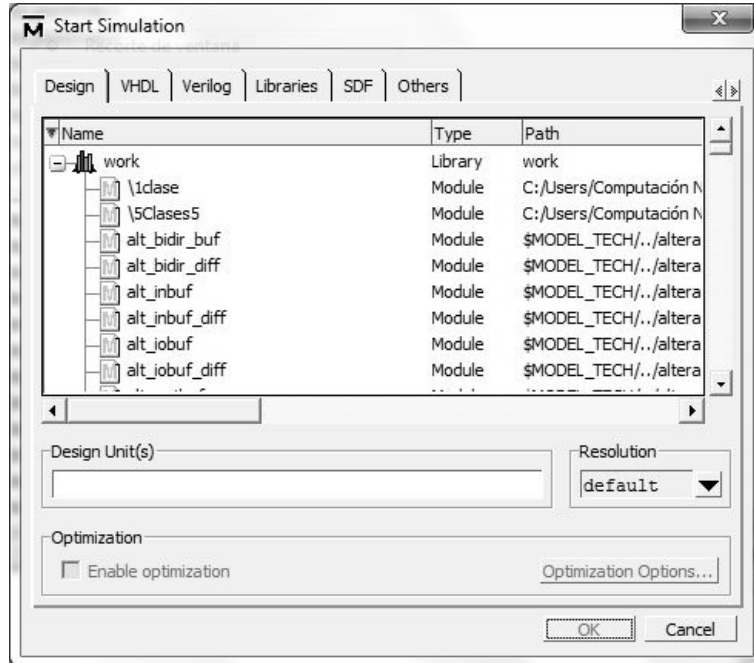 M Start Simulation
Recorte de ventana
Design VHDL Verilog Libraries SDF Others
Name Type Path
work Library work
\1clase Module C:/Users/Computación N
\5Clases5 Module C:/Users/Computación N
alt_bidir_buf Module $MODEL_TECH/../altera
alt_bidir_diff Module $MODEL_TECH/../altera
alt_inbuf Module $MODEL_TECH/../altera
alt_inbuf_diff Module $MODEL_TECH/../altera
alt_iobuf Module $MODEL_TECH/../altera
alt_iobuf_diff Module $MODEL_TECH/../altera
Design Unit(s) Resolution
default
Optimization
Enable optimization Optimization Options...
OK Cancel